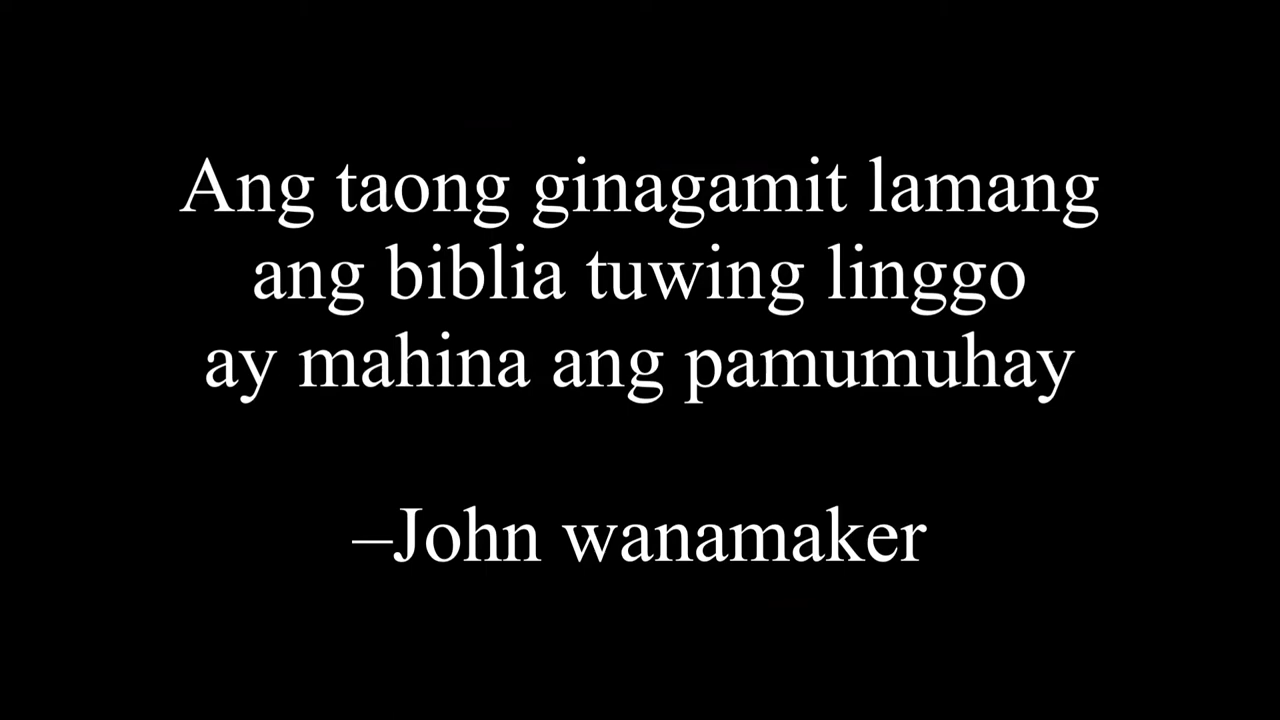 Ang taong ginagamit lamang
ang biblia tuwing linggo
ay mahina ang pamumuhay
–John wanamaker